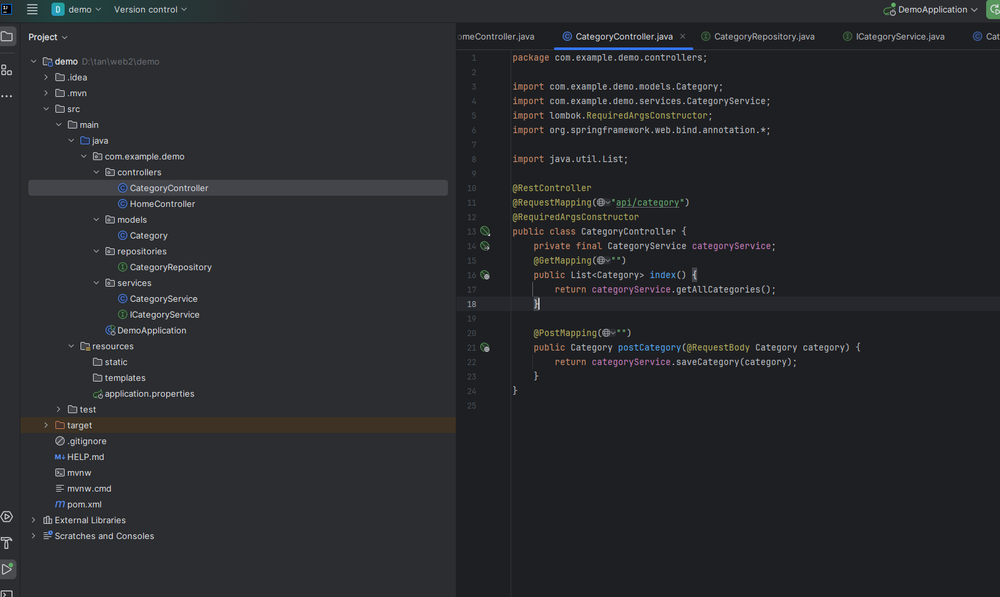 D demo Version control DemoApplication
Project
omeController.java CategoryController.java CategoryRepository.java ICategoryService.java Cat
demo D:\tan\web2\demo
.idea
.mvn
src
main
java
com.example.demo
controllers
CategoryController
HomeController
models
Category
repositories
CategoryRepository
services
CategoryService
ICategoryService
DemoApplication
resources
static
templates
application.properties
test
target
.gitignore
M↓ HELP.md
mvnw
mvnw.cmd
m pom.xml
External Libraries
Scratches and Consoles
1 package com.example.demo.controllers;
2
3 import com.example.demo.models.Category;
4 import com.example.demo.services.CategoryService;
5 import lombok.RequiredArgsConstructor;
6 import org.springframework.web.bind.annotation.*;
7
8 import java.util.List;
9
10 @RestController
11 @RequestMapping("api/category")
12 @RequiredArgsConstructor
13 public class CategoryController {
14 private final CategoryService categoryService;
15 @GetMapping("")
16 public List<Category> index() {
17 return categoryService.getAllCategories();
18 }
19
20 @PostMapping("")
21 public Category postCategory(@RequestBody Category category) {
22 return categoryService.saveCategory(category);
23 }
24 }
25